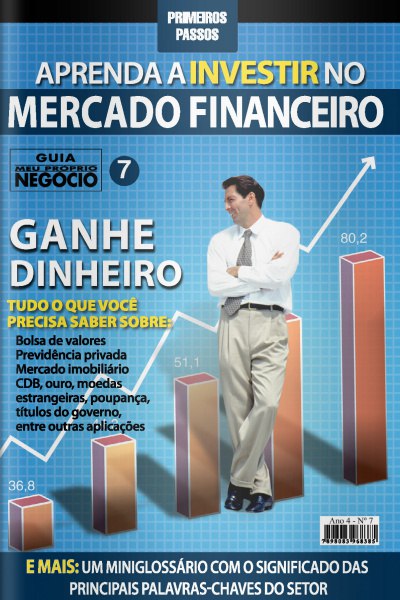 PRIMEIROS
PASSOS
APRENDA A INVESTIR NO
MERCADO FINANCEIRO
GUIA
MEU PRÓPRIO
NEGÓCIO
7
GANHE
DINHEIRO
TUDO O QUE VOCÊ
PRECISA SABER SOBRE:
Bolsa de valores
Previdência privada
Mercado imobiliário
CDB, ouro, moedas
estrangeiras, poupança,
títulos do governo,
entre outras aplicações
36,8
51,1
80,2
Ano 4 - Nº 7
E MAIS: UM MINIGLOSSÁRIO COM O SIGNIFICADO DAS
PRINCIPAIS PALAVRAS-CHAVES DO SETOR